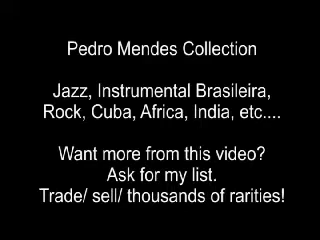 Pedro Mendes Collection
Jazz, Instrumental Brasileira,
Rock, Cuba, Africa, India, etc....
Want more from this video?
Ask for my list.
Trade/ sell/ thousands of rarities!